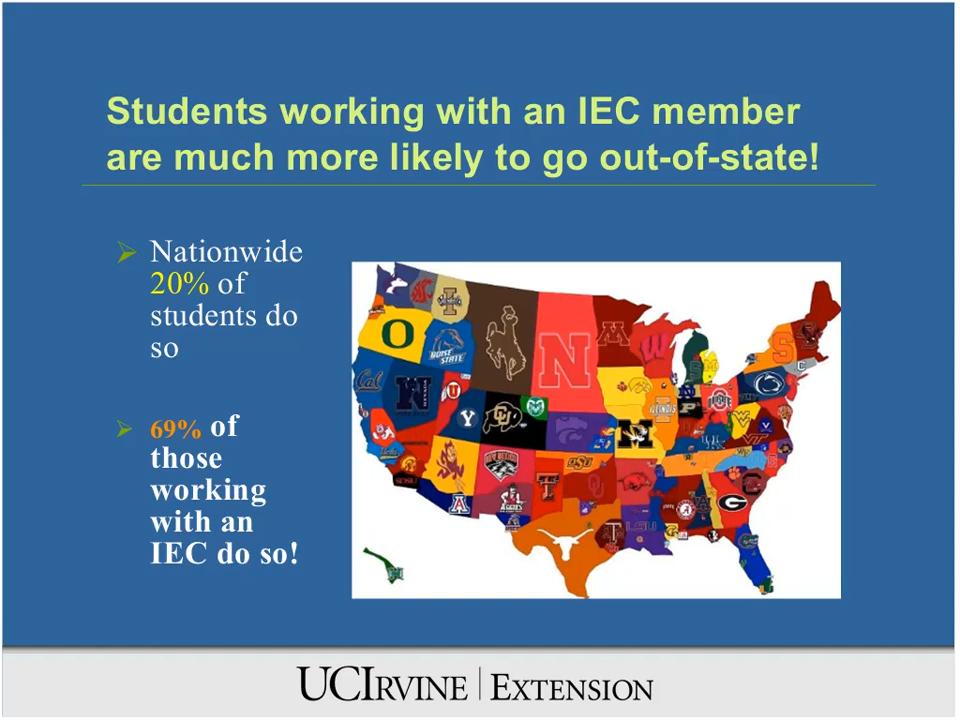 Students working with an IEC member
are much more likely to go out-of-state!
Nationwide
20% of
students do
so
69% of
those
working
with an
IEC do so!
UCIRVINE | EXTENSION